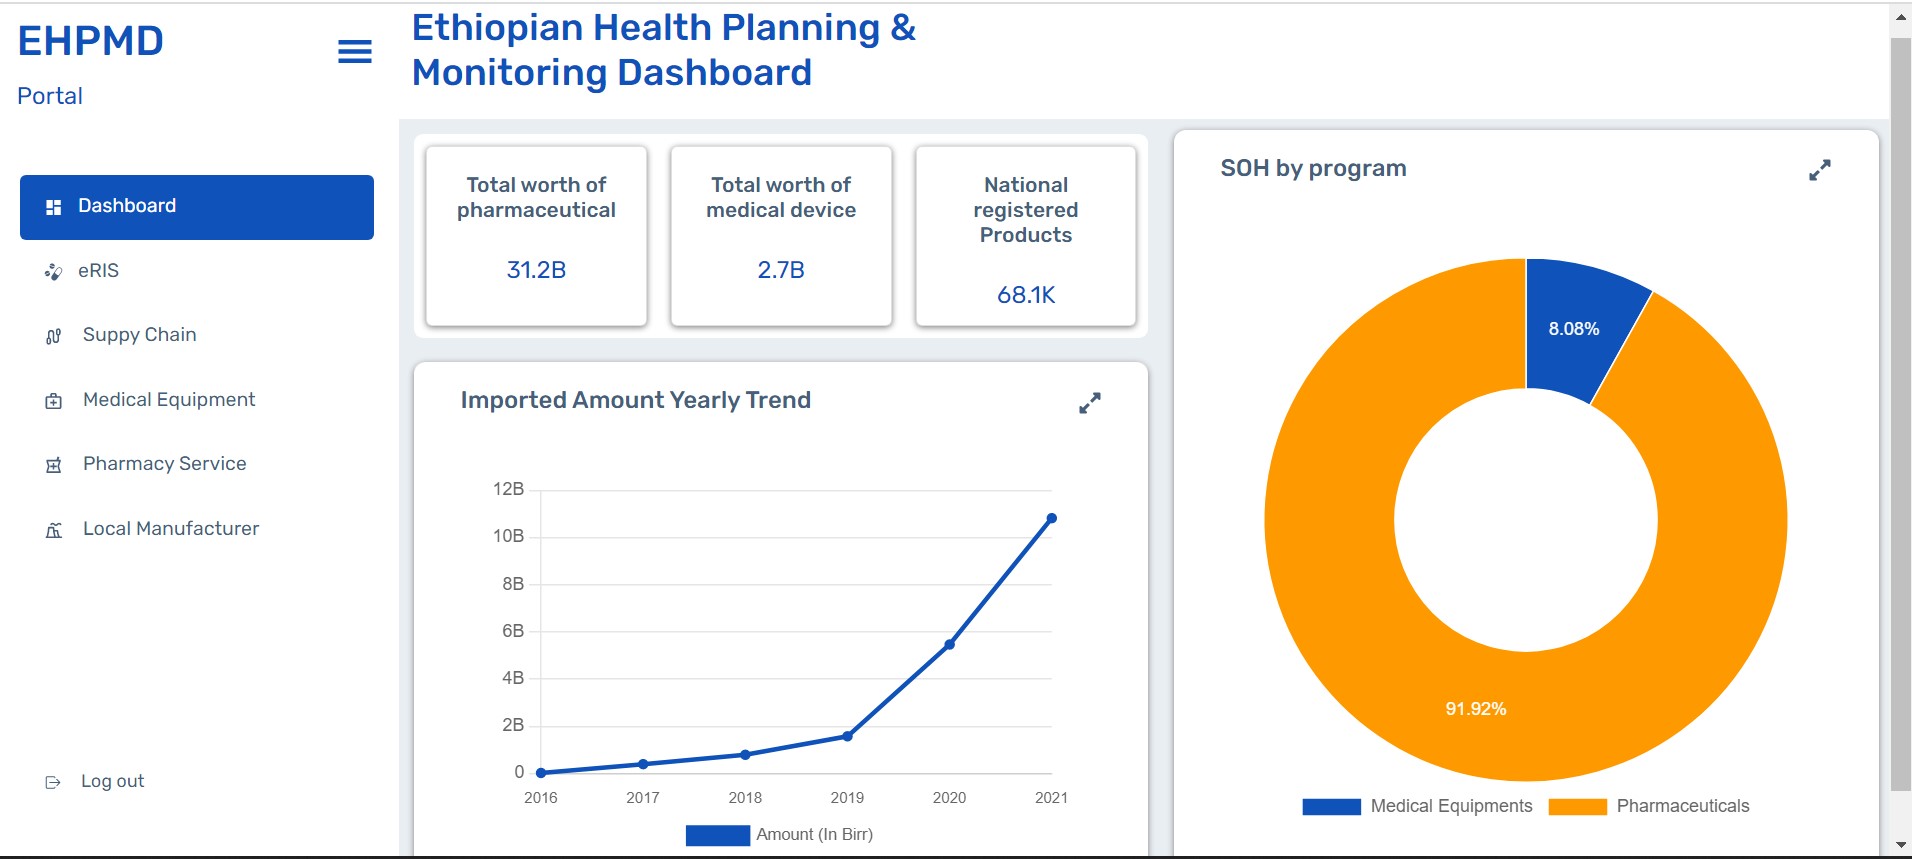 EHPMD
Portal
Dashboard
eRIS
Suppy Chain
Medical Equipment
Pharmacy Service
Local Manufacturer
Log out
Ethiopian Health Planning &
Monitoring Dashboard
Total worth of
pharmaceutical
31.2B
Total worth of
medical device
2.7B
National
registered
Products
68.1K
Imported Amount Yearly Trend
12B
10B
8B
6B
4B
2B
0
2016 2017 2018 2019 2020 2021
Amount (In Birr)
SOH by program
8.08%
91.92%
Medical Equipments Pharmaceuticals